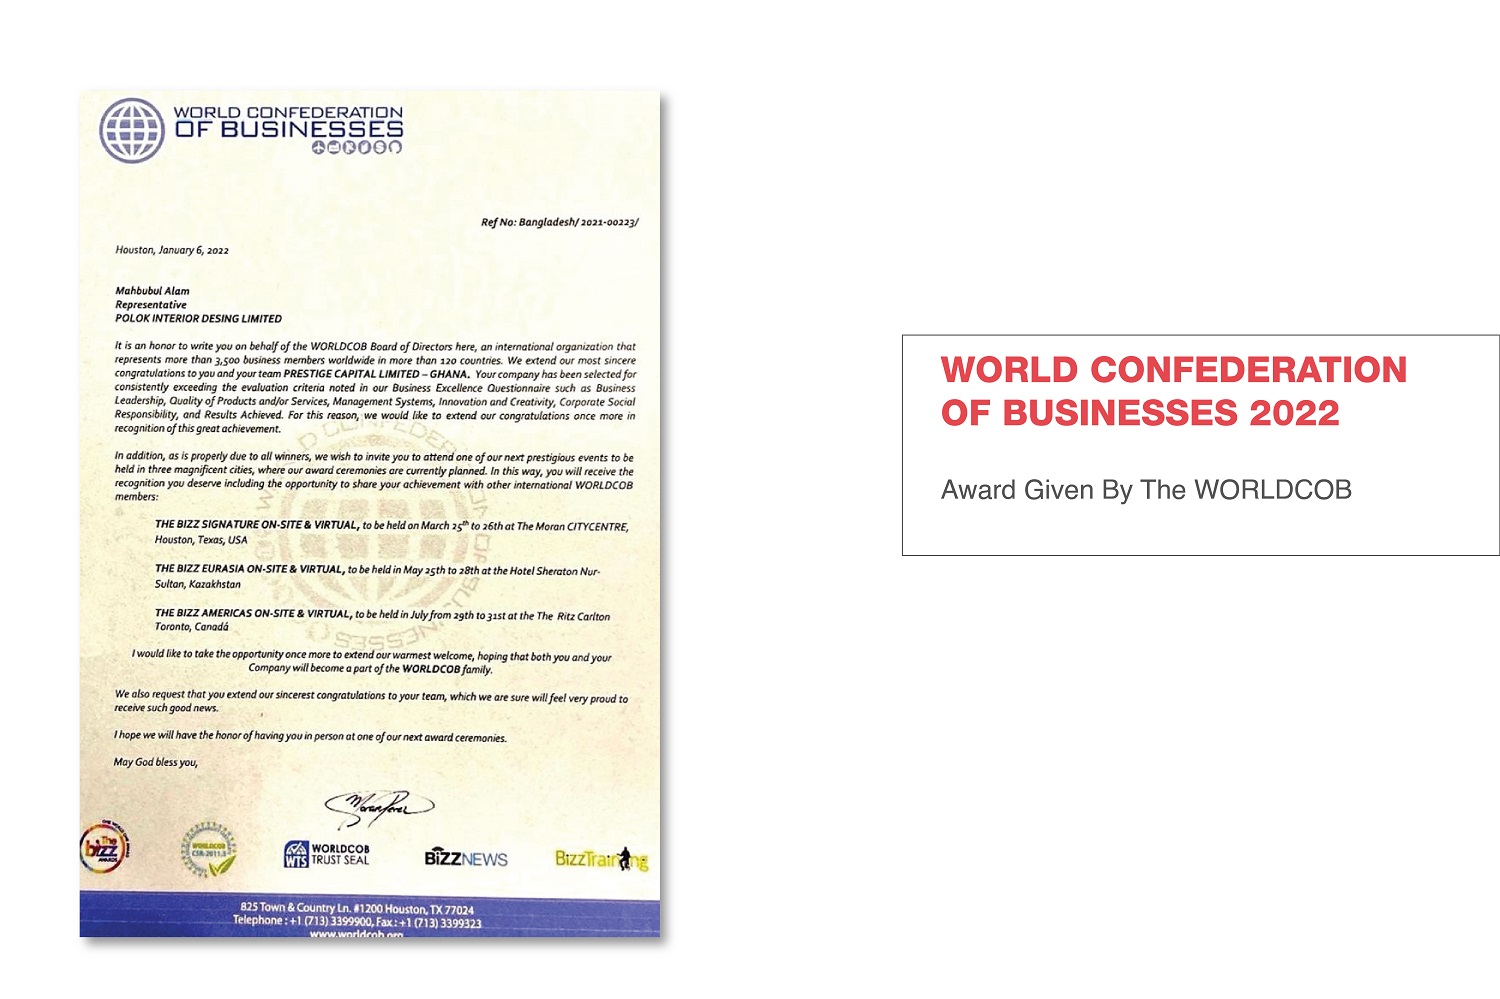 WORLD CONFEDERATION
OF BUSINESSES
Ref No: Bangladesh/ 2021-00223/
Houston, January 6, 2022
Mahbubul Alam
Representative
POLOK INTERIOR DESING LIMITED
It is an honor to write you on behalf of the WORLDCOB Board of Directors here, an international organization that
represents more than 3,500 business members worldwide in more than 120 countries. We extend our most sincere
congratulations to you and your team PRESTIGE CAPITAL LIMITED – GHANA. Your company has been selected for
consistently exceeding the evaluation criteria noted in our Business Excellence Questionnaire such as Business
Leadership, Quality of Products and/or Services, Management Systems, Innovation and Creativity, Corporate Social
Responsibility, and Results Achieved. For this reason, we would like to extend our congratulations once more in
recognition of this great achievement.
In addition, as is properly due to all winners, we wish to invite you to attend one of our next prestigious events to be
held in three magnificent cities, where our award ceremonies are currently planned. In this way, you will receive the
recognition you deserve including the opportunity to share your achievement with other international WORLDCOB
members:
THE BIZZ SIGNATURE ON-SITE & VIRTUAL, to be held on March 25th to 26th at The Moran CITYCENTRE,
Houston, Texas, USA
THE BIZZ EURASIA ON-SITE & VIRTUAL, to be held in May 25th to 28th at the Hotel Sheraton Nur-
Sultan, Kazakhstan
THE BIZZ AMERICAS ON-SITE & VIRTUAL, to be held in July from 29th to 31st at the The Ritz Carlton
Toronto, Canadá
I would like to take the opportunity once more to extend our warmest welcome, hoping that both you and your
Company will become a part of the WORLDCOB family.
We also request that you extend our sincerest congratulations to your team, which we are sure will feel very proud to
receive such good news.
I hope we will have the honor of having you in person at one of our next award ceremonies.
May God bless you,
The bizz AWARDS
WORLDCOB
CSR-2011.3
WTS WORLDCOB
TRUST SEAL
BIZZNEWS
BizzTraining
825 Town & Country Ln. #1200 Houston, TX 77024
Telephone : +1 (713) 3399900, Fax : +1 (713) 3399323
www.worldcob.org
WORLD CONFEDERATION
OF BUSINESSES 2022
Award Given By The WORLDCOB